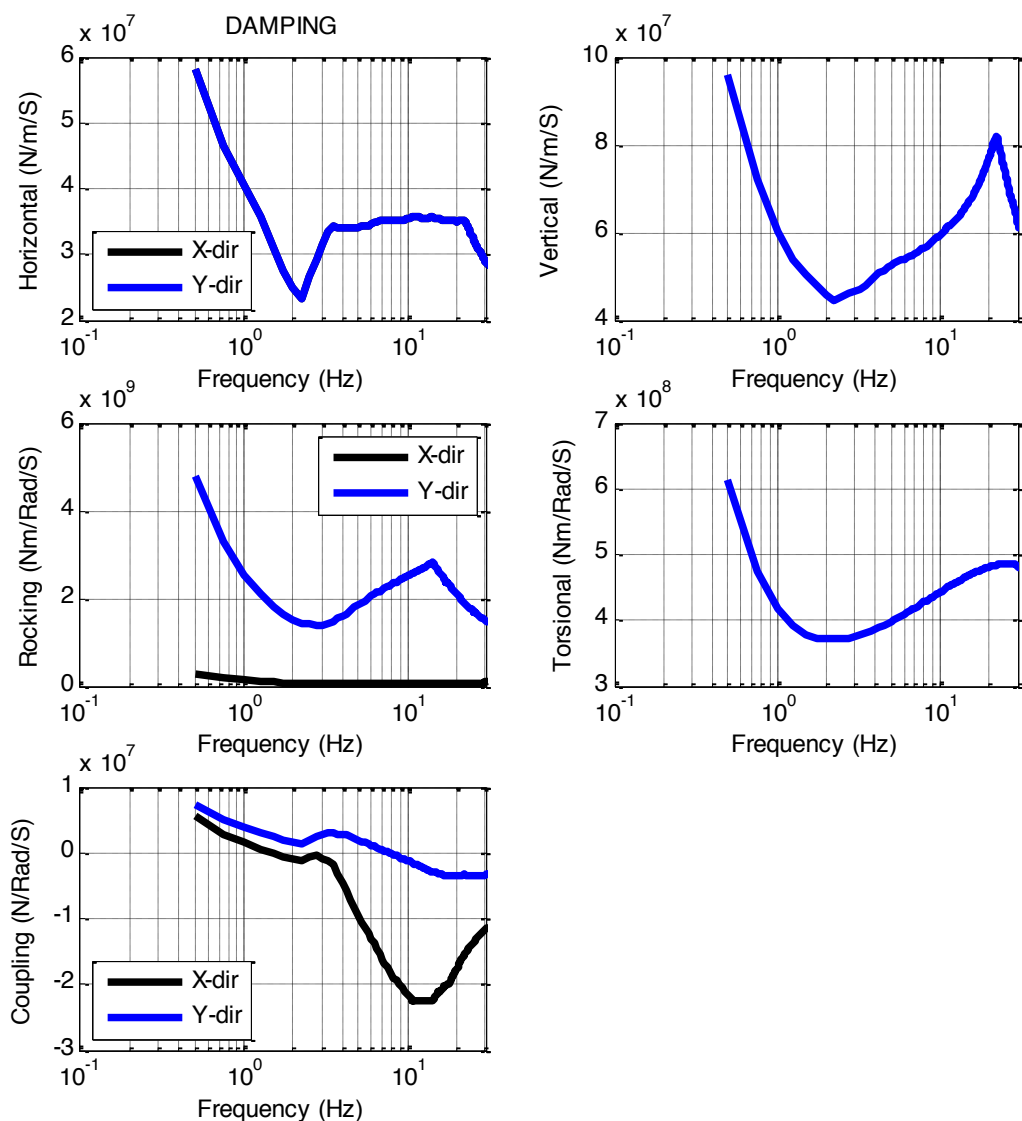 DAMPING
x 10^7
6
5
4
3
2
Horizontal (N/m/S)
X-dir
Y-dir
10^-1
10^0
10^1
Frequency (Hz)
x 10^7
10
8
6
4
Vertical (N/m/S)
10^-1
10^0
10^1
Frequency (Hz)
x 10^9
6
4
2
0
Rocking (Nm/Rad/S)
X-dir
Y-dir
10^-1
10^0
10^1
Frequency (Hz)
x 10^8
7
6
5
4
3
Torsional (Nm/Rad/S)
10^-1
10^0
10^1
Frequency (Hz)
x 10^7
1
0
-1
-2
-3
Coupling (N/Rad/S)
X-dir
Y-dir
10^-1
10^0
10^1
Frequency (Hz)